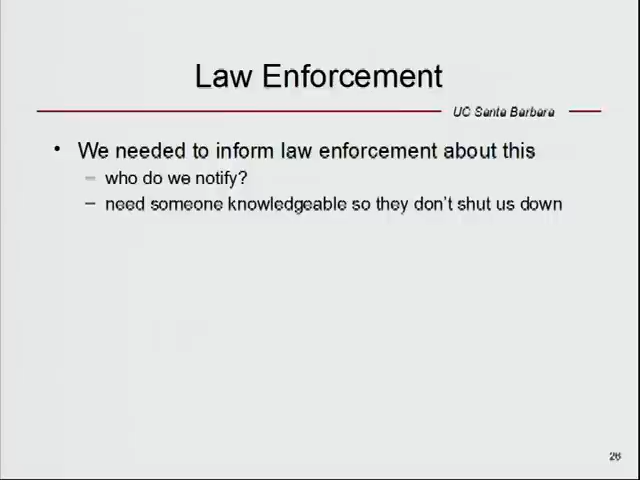 Law Enforcement
UC Santa Barbara
• We needed to inform law enforcement about this
– who do we notify?
– need someone knowledgeable so they don't shut us down
26